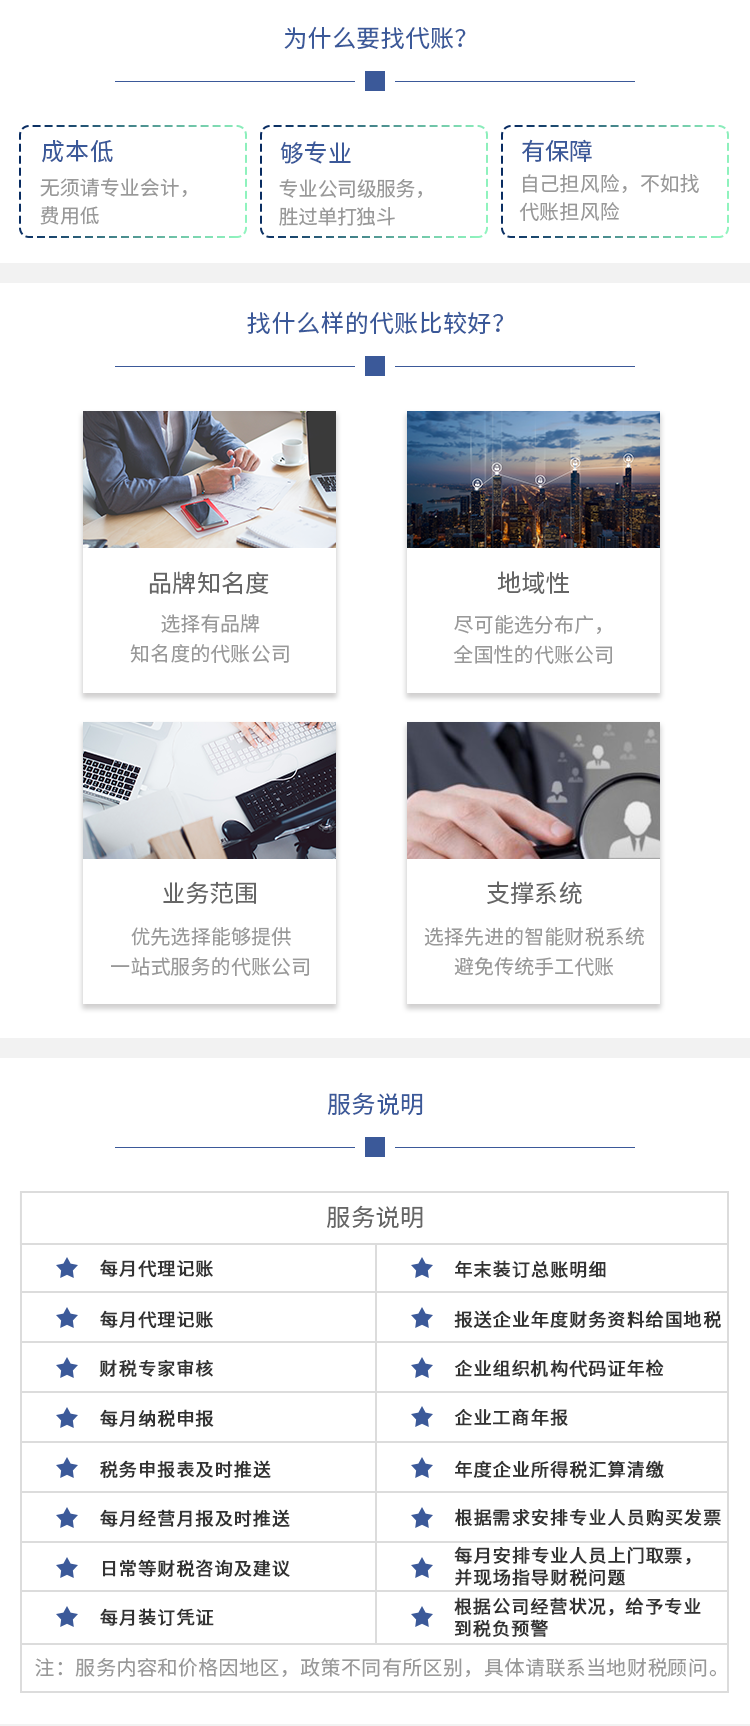 为什么要找代账？
成本低
无须请专业会计，
费用低
够专业
专业公司级服务，
胜过单打独斗
有保障
自己担风险，不如找
代账担风险
找什么样的代账比较好？
品牌知名度
选择有品牌
知名度的代账公司
地域性
尽可能选分布广，
全国性的代账公司
业务范围
优先选择能够提供
一站式服务的代账公司
支撑系统
选择先进的智能财税系统
避免传统手工代账
服务说明
服务说明
每月代理记账
年末装订总账明细
每月代理记账
报送企业年度财务资料给国地税
财税专家审核
企业组织机构代码证年检
每月纳税申报
企业工商年报
税务申报表及时推送
年度企业所得税汇算清缴
每月经营月报及时推送
根据需求安排专业人员购买发票
日常等财税咨询及建议
每月安排专业人员上门取票，
并现场指导财税问题
每月装订凭证
根据公司经营状况，给予专业
到税负预警
注：服务内容和价格因地区，政策不同有所区别，具体请联系当地财税顾问。